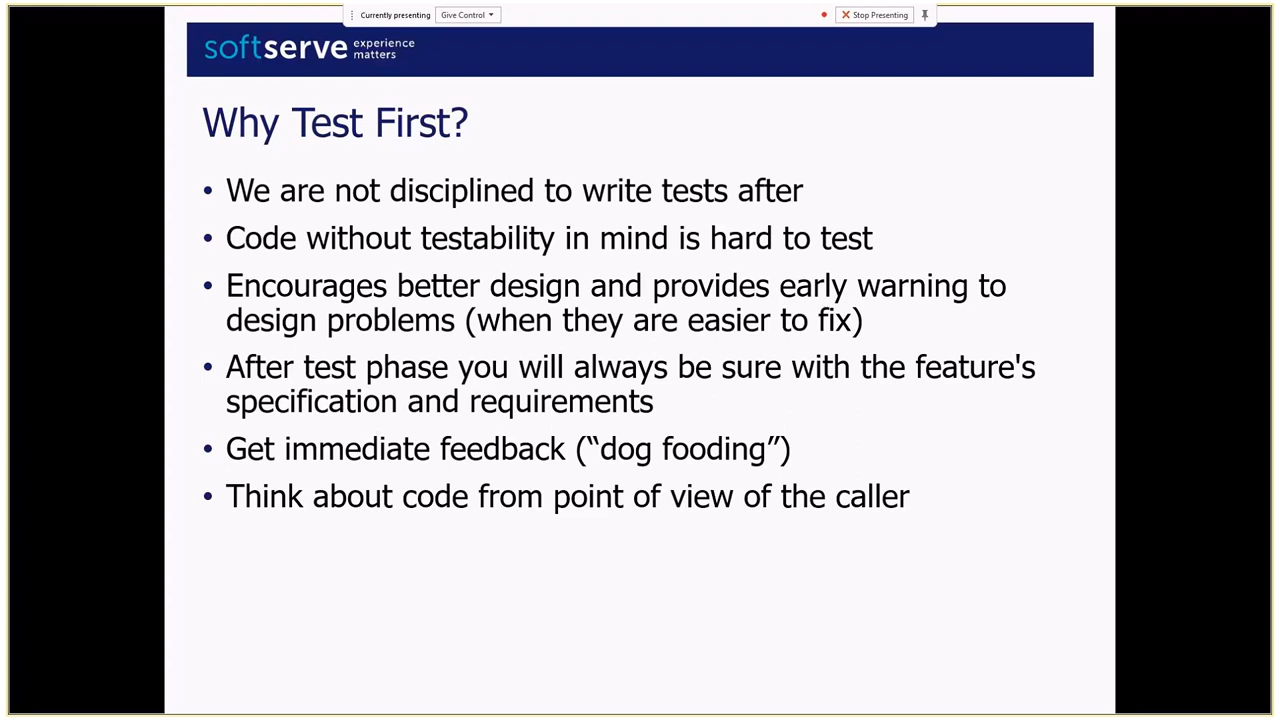 Currently presenting Give Control Stop Presenting
softserve experience
matters
Why Test First?
• We are not disciplined to write tests after
• Code without testability in mind is hard to test
• Encourages better design and provides early warning to
design problems (when they are easier to fix)
• After test phase you will always be sure with the feature's
specification and requirements
• Get immediate feedback (“dog fooding”)
• Think about code from point of view of the caller